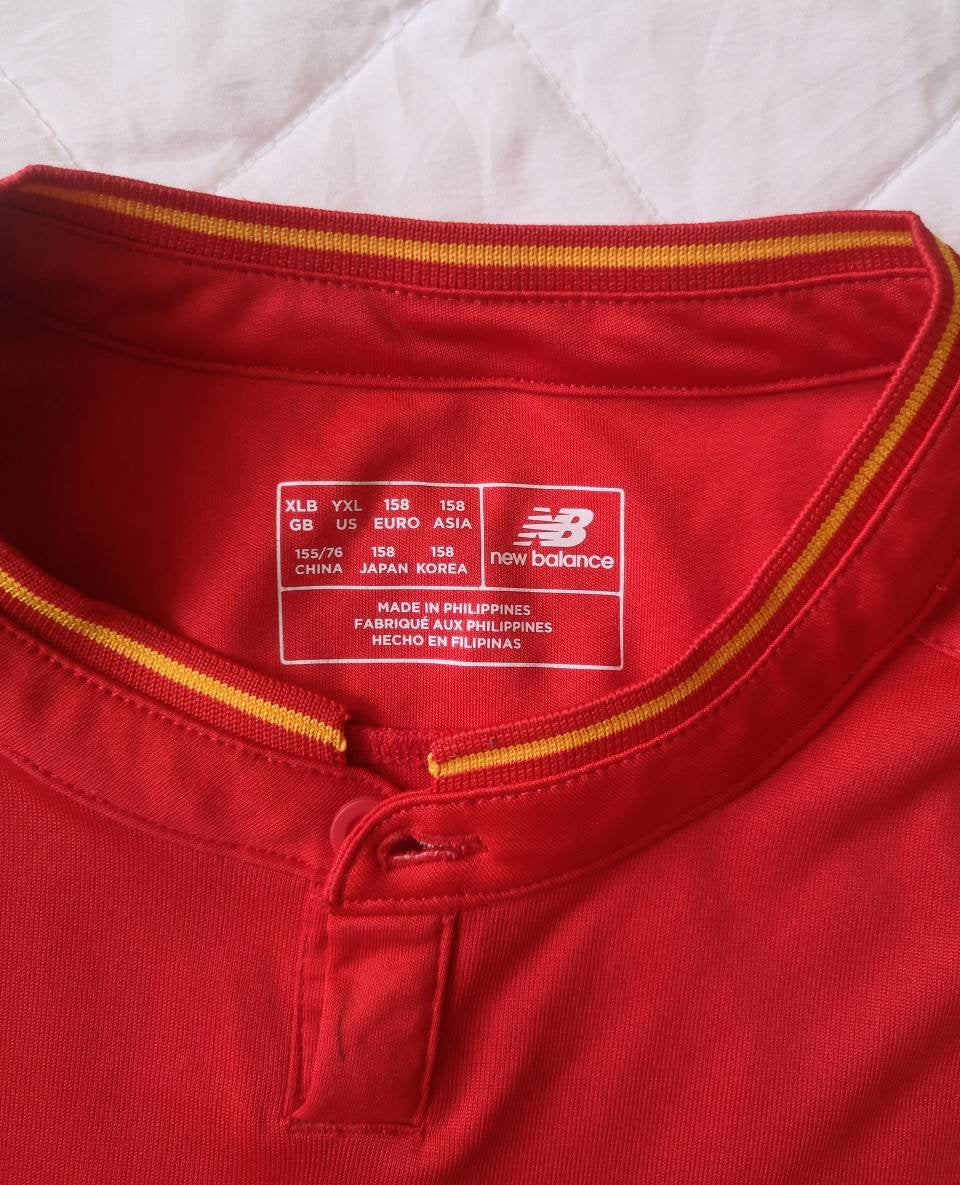 XLB YXL 158 158
GB US EURO ASIA
155/76 158 158
CHINA JAPAN KOREA
NB
new balance
MADE IN PHILIPPINES
FABRIQUÉ AUX PHILIPPINES
HECHO EN FILIPINAS